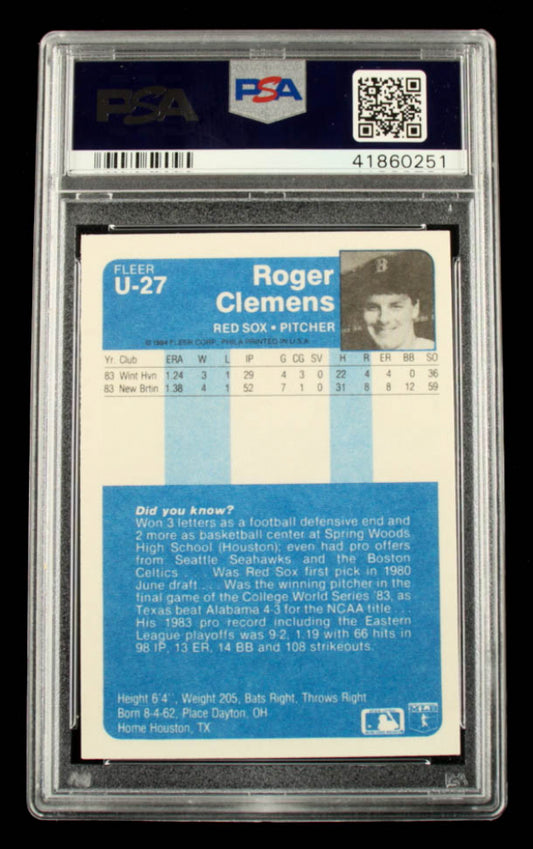 PSA PSA
41860251
FLEER
U-27
Roger
Clemens
RED SOX • PITCHER
© 1984 FLEER CORP., PHILA PRINTED IN U.S.A.
Yr. Club ERA W L IP G CG SV H R ER BB SO
83 Wint Hvn 1.24 3 1 29 4 3 0 22 4 4 0 36
83 New Brtin 1.38 4 1 52 7 1 0 31 8 8 12 59
Did you know?
Won 3 letters as a football defensive end and
2 more as basketball center at Spring Woods
High School (Houston); even had pro offers
from Seattle Seahawks and the Boston
Celtics . . . Was Red Sox first pick in 1980
June draft . . . Was the winning pitcher in the
final game of the College World Series '83, as
Texas beat Alabama 4-3 for the NCAA title . . .
His 1983 pro record including the Eastern
League playoffs was 9-2, 1.19 with 66 hits in
98 IP, 13 ER, 14 BB and 108 strikeouts.
Height 6'4", Weight 205, Bats Right, Throws Right
Born 8-4-62, Place Dayton, OH
Home Houston, TX